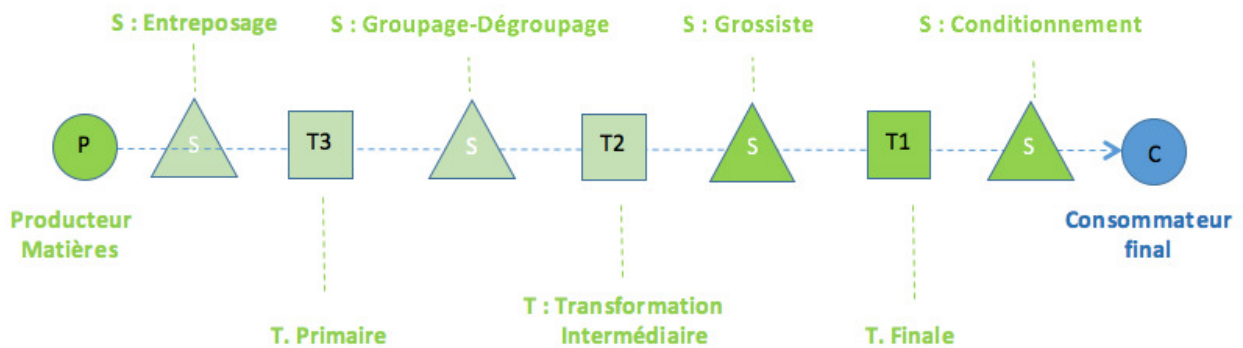 S : Entreposage
S : Groupage-Dégroupage
S : Grossiste
S : Conditionnement
P
S
T3
S
T2
S
T1
S
C
Producteur
Matières
Consommateur
final
T. Primaire
T : Transformation
Intermédiaire
T. Finale